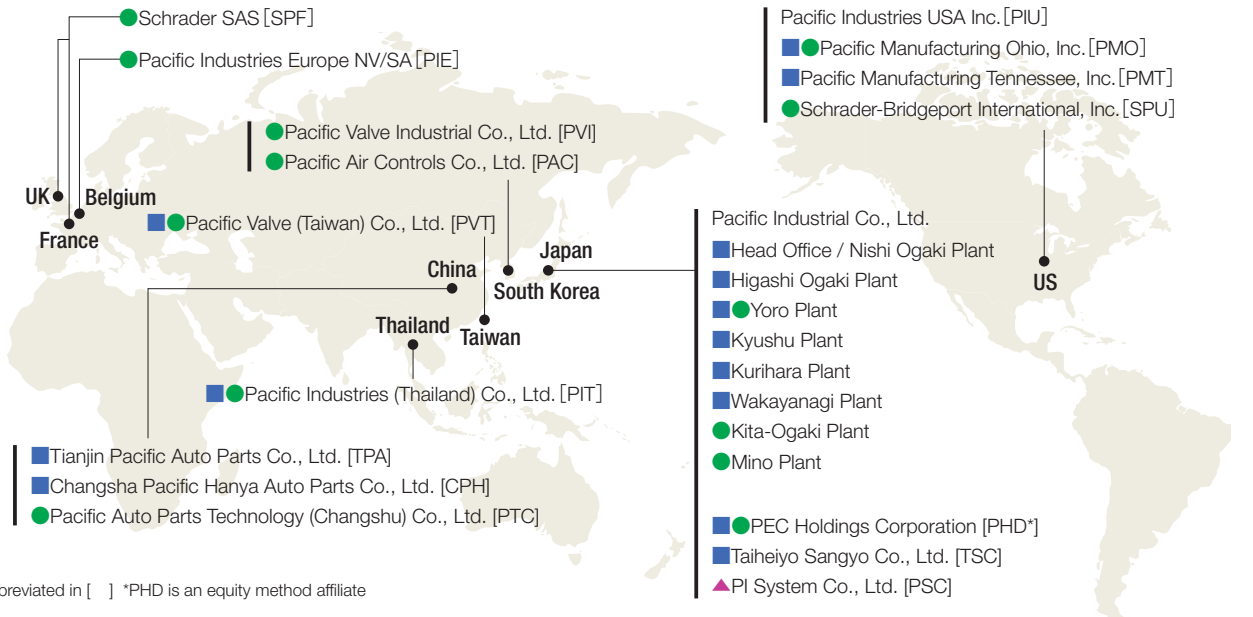 Schrader SAS [SPF]
Pacific Industries Europe NV/SA [PIE]
Pacific Valve Industrial Co., Ltd. [PVI]
Pacific Air Controls Co., Ltd. [PAC]
UK
Belgium
France
Pacific Valve (Taiwan) Co., Ltd. [PVT]
China
Japan
South Korea
Thailand
Taiwan
Pacific Industries (Thailand) Co., Ltd. [PIT]
Tianjin Pacific Auto Parts Co., Ltd. [TPA]
Changsha Pacific Hanya Auto Parts Co., Ltd. [CPH]
Pacific Auto Parts Technology (Changshu) Co., Ltd. [PTC]
Pacific Industries USA Inc. [PIU]
Pacific Manufacturing Ohio, Inc. [PMO]
Pacific Manufacturing Tennessee, Inc. [PMT]
Schrader-Bridgeport International, Inc. [SPU]
US
Pacific Industrial Co., Ltd.
Head Office / Nishi Ogaki Plant
Higashi Ogaki Plant
Yoro Plant
Kyushu Plant
Kurihara Plant
Wakayanagi Plant
Kita-Ogaki Plant
Mino Plant
PEC Holdings Corporation [PHD*]
Taiheiyo Sangyo Co., Ltd. [TSC]
PI System Co., Ltd. [PSC]
breviated in [ ] *PHD is an equity method affiliate